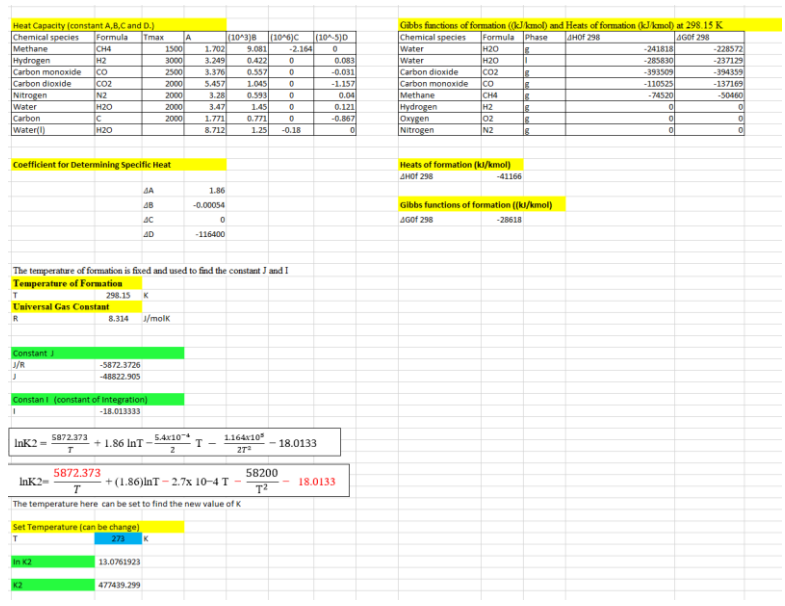 Heat Capacity (constant A,B,C and D.)
Chemical species Formula Tmax A (10^3)B (10^6)C (10^-5)D
Methane CH4 1500 1.702 9.081 -2.164 0
Hydrogen H2 3000 3.249 0.422 0 0.083
Carbon monoxide CO 2500 3.376 0.557 0 -0.031
Carbon dioxide CO2 2000 5.457 1.045 0 -1.157
Nitrogen N2 2000 3.28 0.593 0 0.04
Water H2O 2000 3.47 1.45 0 0.121
Carbon C 2000 1.771 0.771 0 -0.867
Water(l) H2O 8.712 1.25 -0.18 0
Gibbs functions of formation ((kJ/kmol) and Heats of formation (kJ/kmol) at 298.15 K
Chemical species Formula Phase ΔH0f 298 ΔG0F 298
Water H2O g -241818 -228572
Water H2O l -285830 -237129
Carbon dioxide CO2 g -393509 -394359
Carbon monoxide CO g -110525 -137169
Methane CH4 g -74520 -50460
Hydrogen H2 g 0 0
Oxygen O2 g 0 0
Nitrogen N2 g 0 0
Coefficient for Determining Specific Heat
ΔA 1.86
ΔB -0.00054
ΔC 0
ΔD -116400
Heats of formation (kJ/kmol)
ΔH0f 298 -41166
Gibbs functions of formation ((kJ/kmol)
ΔG0F 298 -28618
The temperature of formation is fixed and used to find the constant J and I
Temperature of Formation
T 298.15 K
Universal Gas Constant
R 8.314 J/molK
Constant J
J/R -5872.3726
J -48822.905
Constan I (constant of Integration)
I -18.013333
lnK2 = 5872.373/T + 1.86 lnT − 5.4x10⁻⁴/2 T − 1.164x10⁵/2T² − 18.0133
lnK2= 5872.373/T + (1.86)lnT − 2.7x 10−4 T − 58200/T² − 18.0133
The temperature here can be set to find the new value of K
Set Temperature (can be change)
T 273 K
ln K2 13.0761923
K2 477439.299